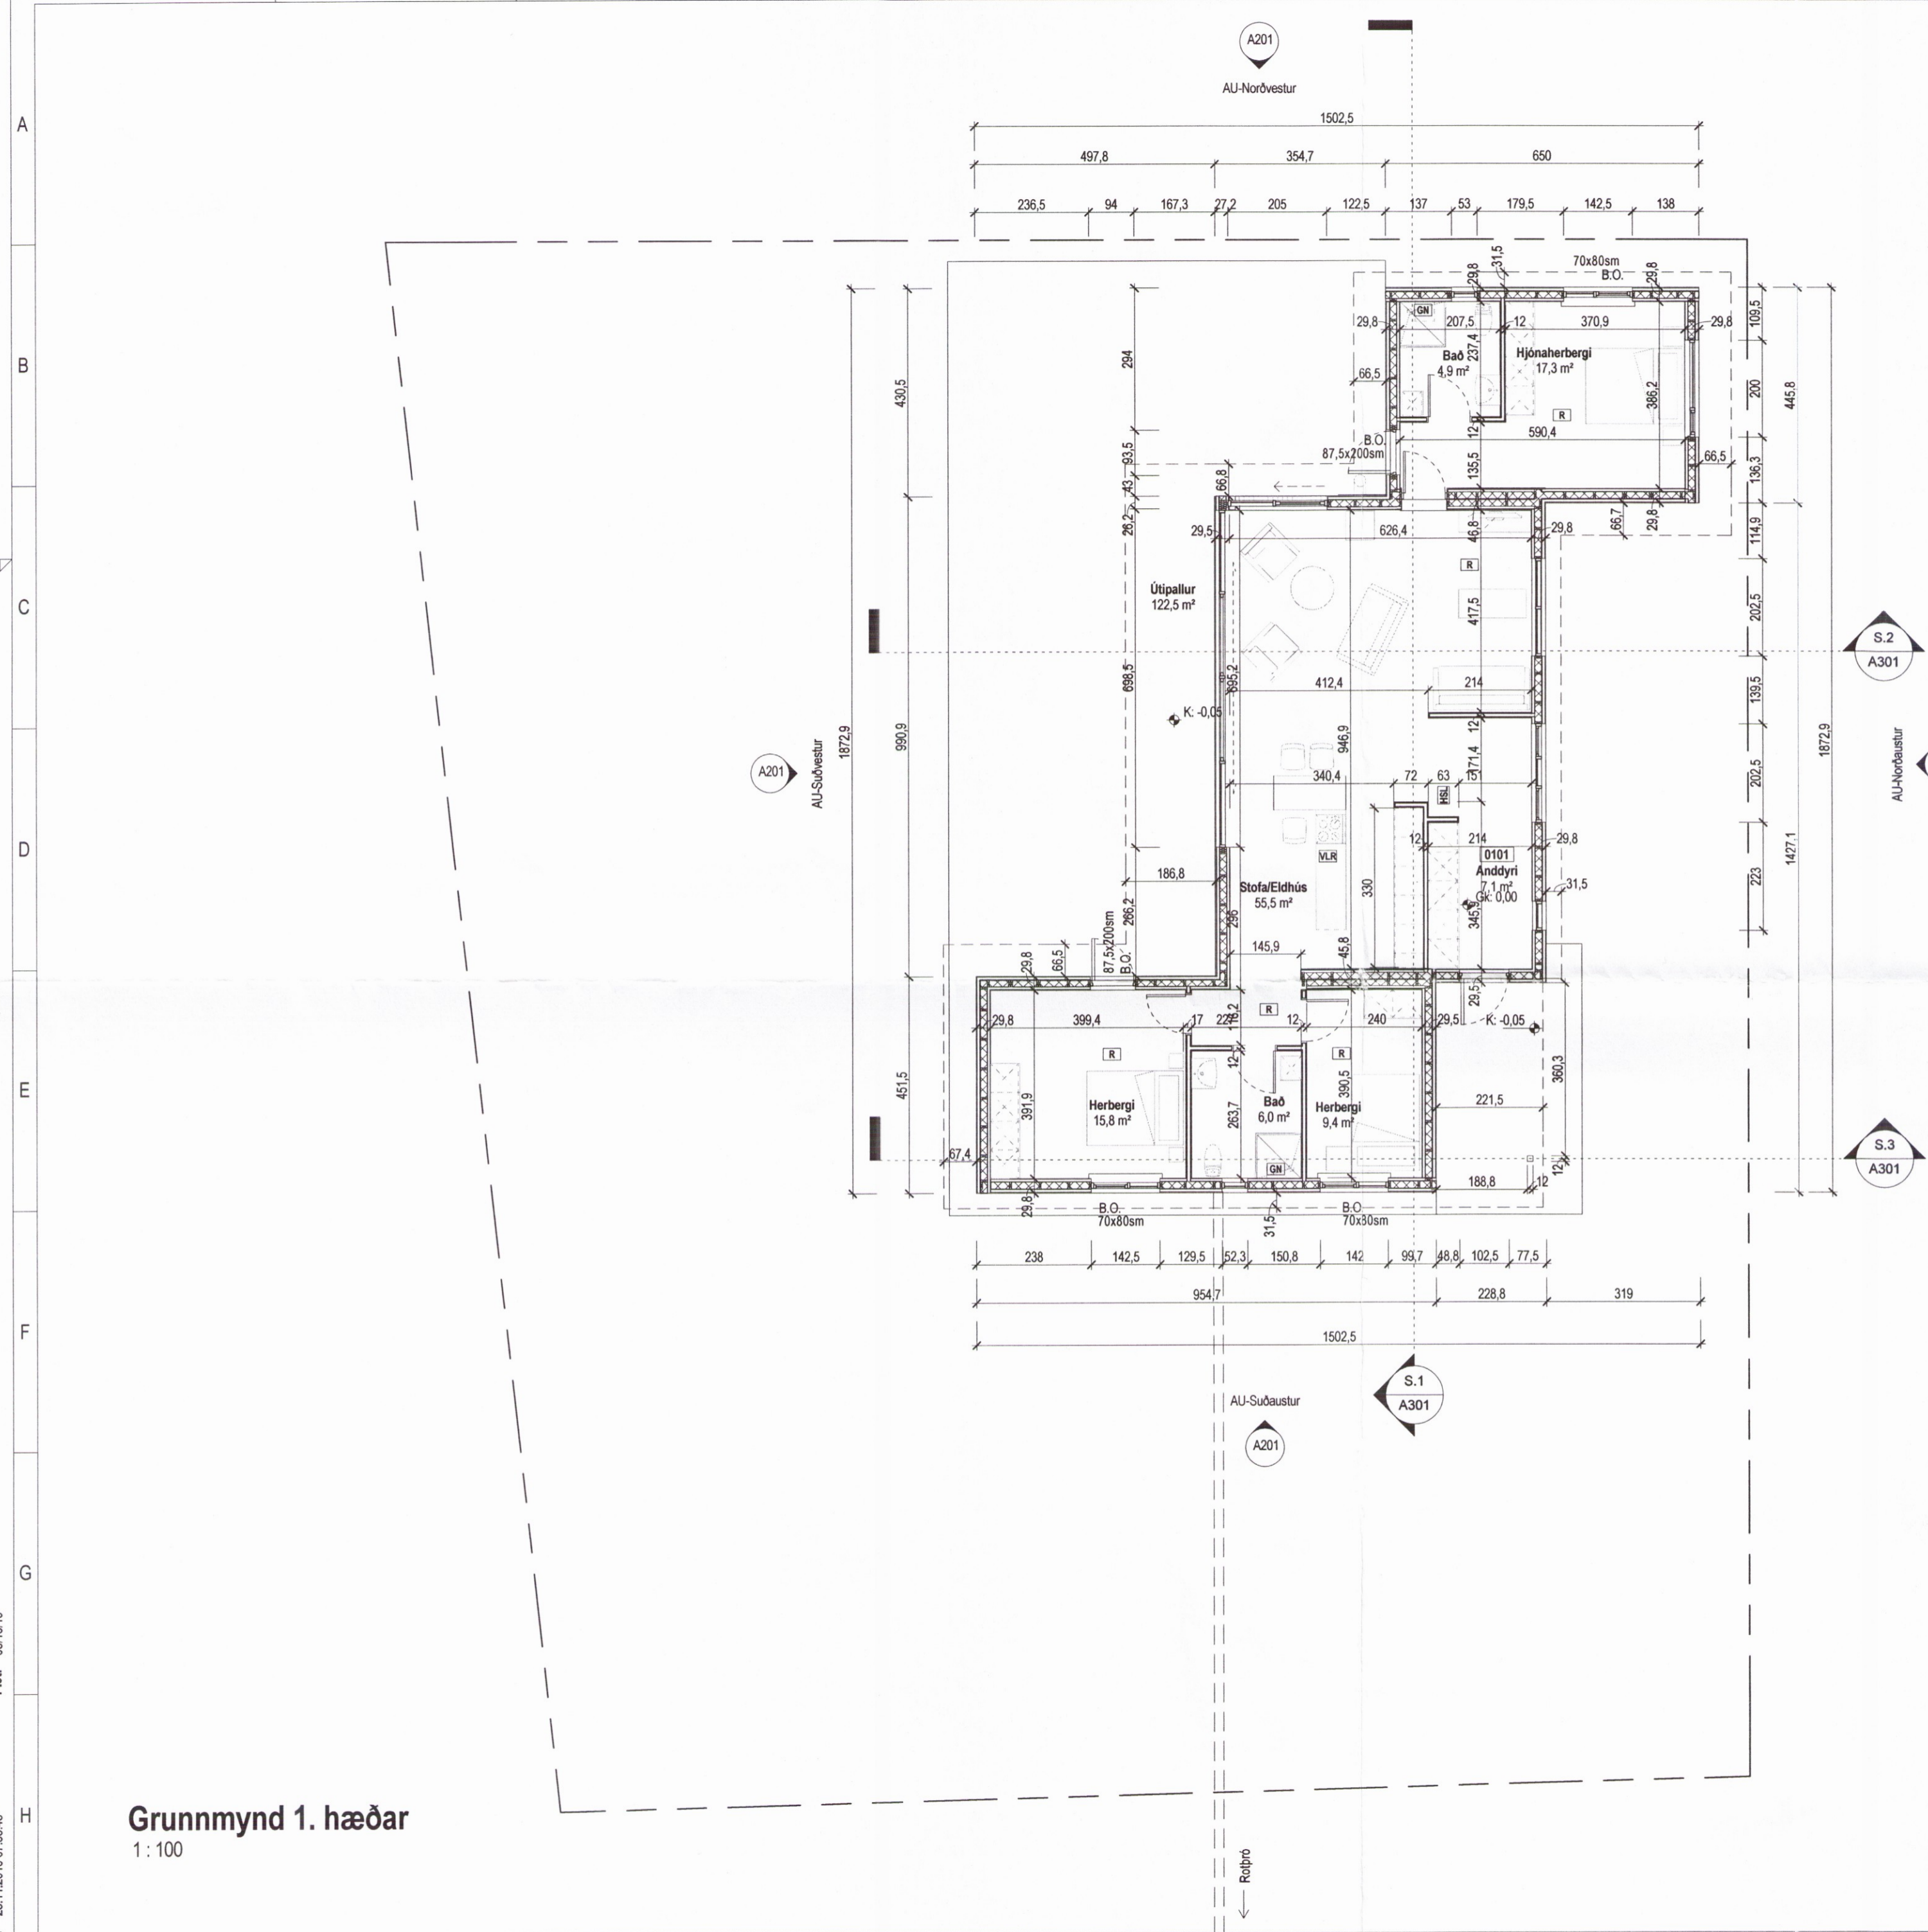 A201
AU-Norðvestur
A
B
C
D
E
F
G
H
1502,5
497,8
354,7
650
236,5
94
167,3
27,2
205
122,5
137
53
179,5
142,5
138
31,5
70x80sm
B.O.
29,8
29,8
GN
29,8
207,5
12
370,9
29,8
109,5
Bað
4,9 m²
237,4
Hjónaherbergi
17,3 m²
294
430,5
66,5
386,2
200
445,8
R
12
590,4
B.O.
87,5x200sm
93,5
135,5
66,5
136,3
43
66,8
26,2
29,5
626,4
46,8
29,8
66,7
29,8
114,9
R
Útipallur
122,5 m²
417,5
202,5
S.2
A301
698,5
695,2
412,4
214
139,5
K: -0,05
12
1872,9
990,9
946,9
171,4
1872,9
A201
AU-Suðvestur
AU-Norðaustur
340,4
72
63
151
202,5
HSL
12
214
29,8
VLR
0101
Anddyri
7,1 m²
Gk: 0,00
1427,1
223
186,8
Stofa/Eldhús
55,5 m²
330
31,5
345,9
266,2
296
87,5x200sm
B.O.
145,9
45,8
29,8
66,5
29,5
R
29,8
399,4
17
227
116,2
12
240
29,5
K: -0,05
R
R
12
360,3
451,5
391,9
390,5
Herbergi
15,8 m²
263,7
Bað
6,0 m²
Herbergi
9,4 m²
221,5
S.3
A301
67,4
GN
12
188,8
12
29,8
B.O.
70x80sm
31,5
B.O.
70x80sm
238
142,5
129,5
52,3
150,8
142
99,7
48,8
102,5
77,5
954,7
228,8
319
1502,5
S.1
A301
AU-Suðaustur
A201
Grunnmynd 1. hæðar
1 : 100
Rotþró